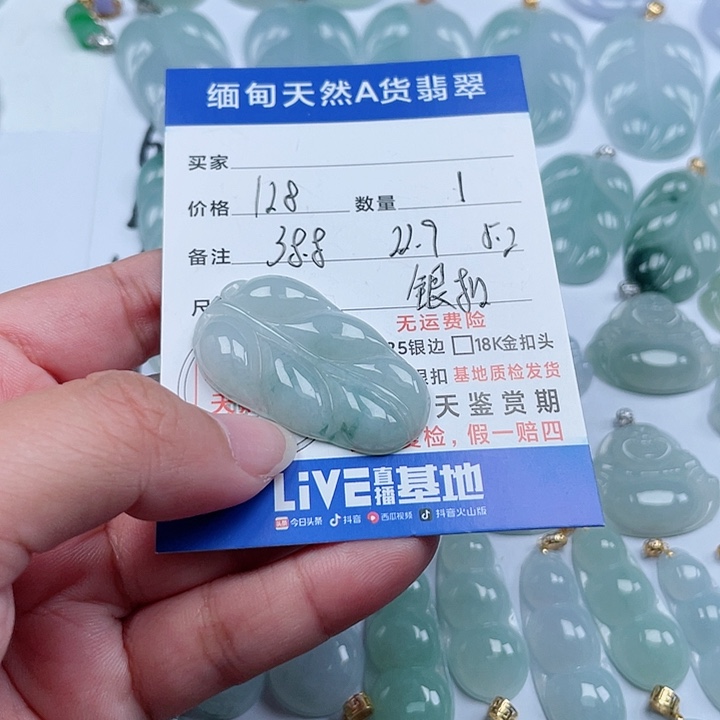 缅甸天然A货翡翠
买家
价格 128 数量 1
备注 38.8 22.9 5.2
银扣
无运费险
5银边 □18K金扣头
银扣 基地质检发货
天鉴赏期
复检，假一赔四
LiVE直播基地
头条 今日头条 抖音 西瓜视频 抖音火山版